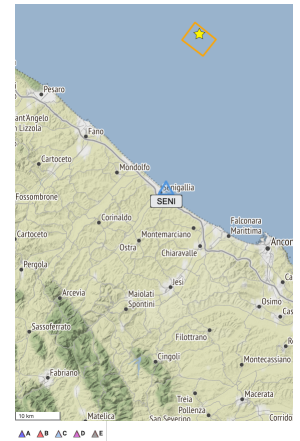 Pesaro
Sant'Angelo
in Lizzola
Fano
Cartoceto
Mondolfo
Senigallia
SENI
Fossombrone
Corinaldo
Falconara
Marittima
Cartoceto
Montemarciano
Ancon
Ostra
Chiaravalle
Pergola
Jesi
Arcevia
Maiolati
Spontini
Osimo
Cas
Sassoferrato
Filottrano
Cingoli
Montecassiano
Fabriano
Treia
Macerata
10 km
Matelica
Pollenza
San Severino
Corrido
A B C D E